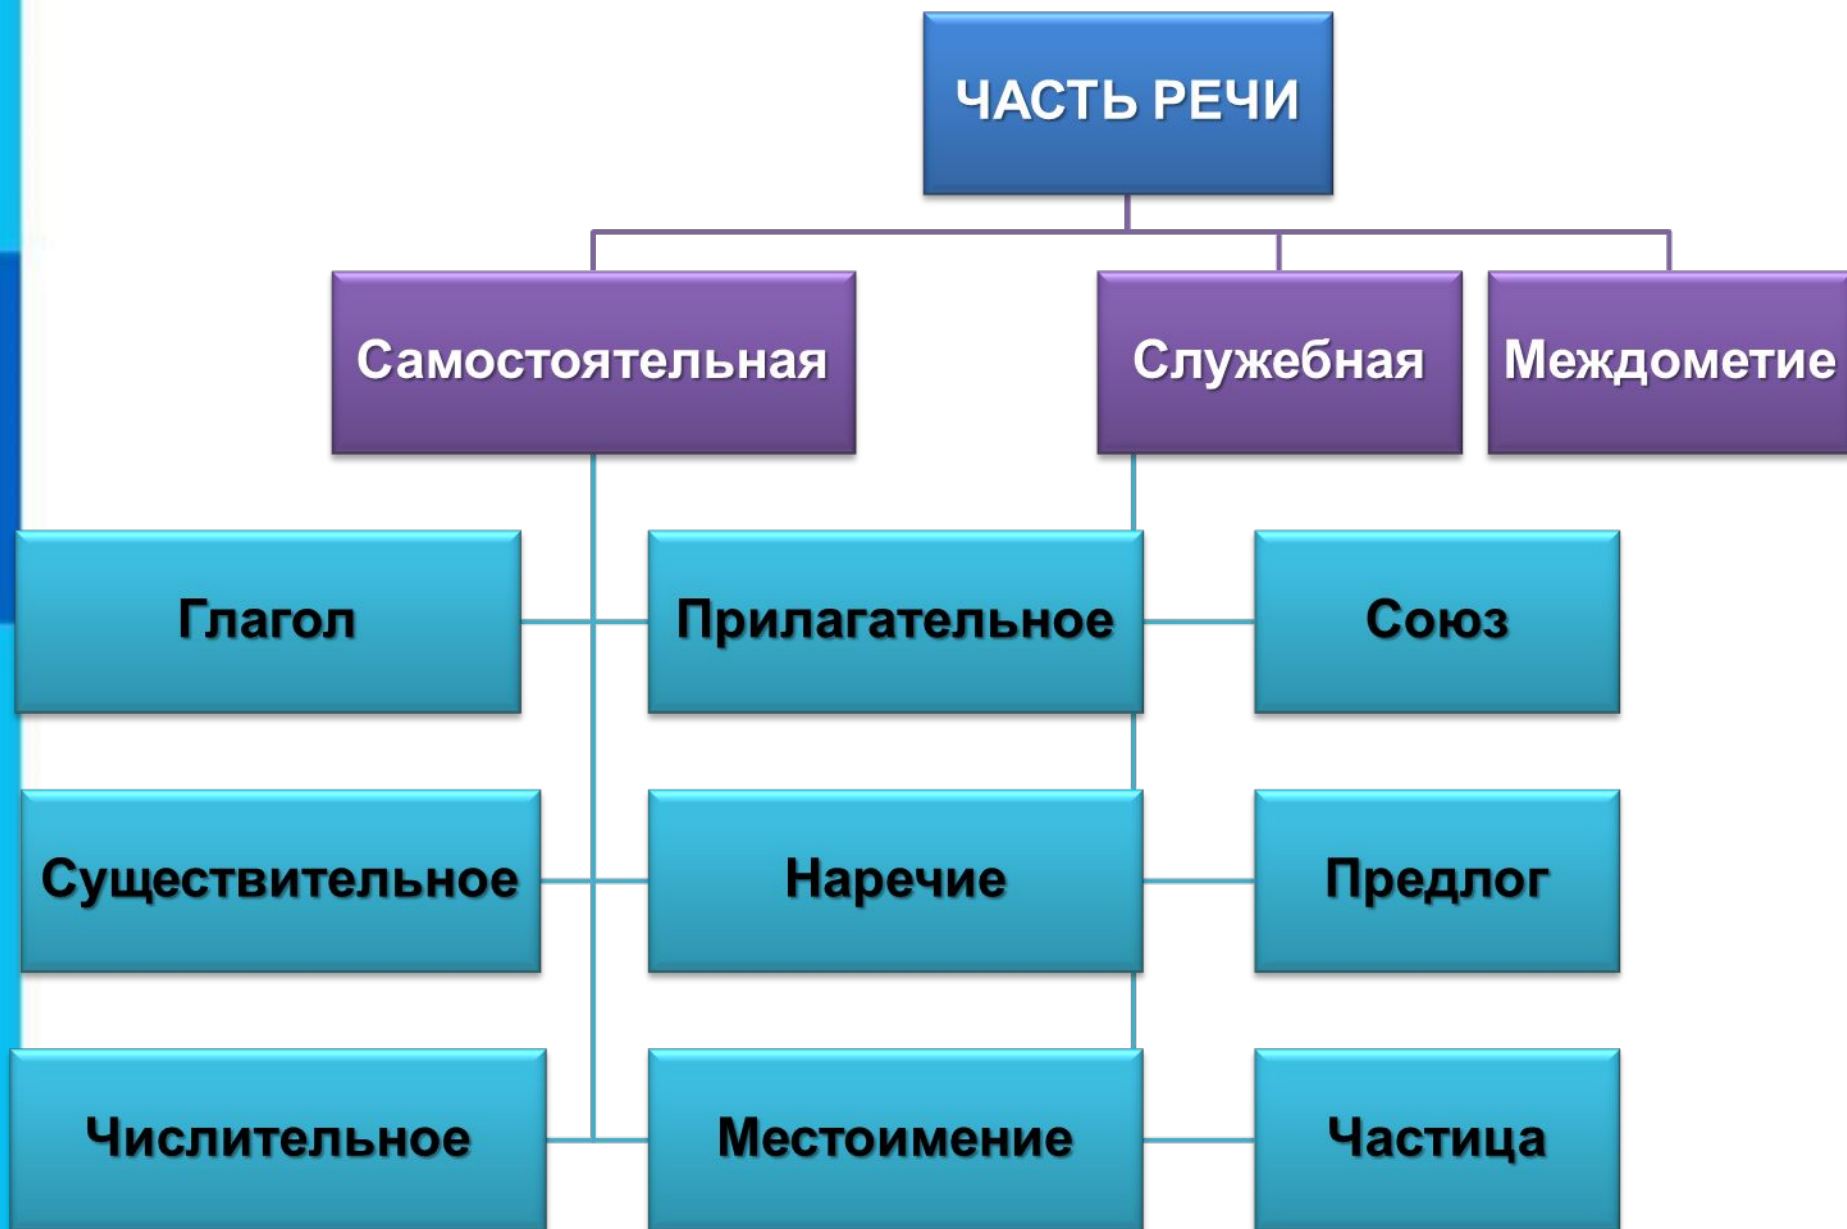 ЧАСТЬ РЕЧИ
Самостоятельная
Служебная
Междометие
Глагол
Прилагательное
Союз
Существительное
Наречие
Предлог
Числительное
Местоимение
Частица